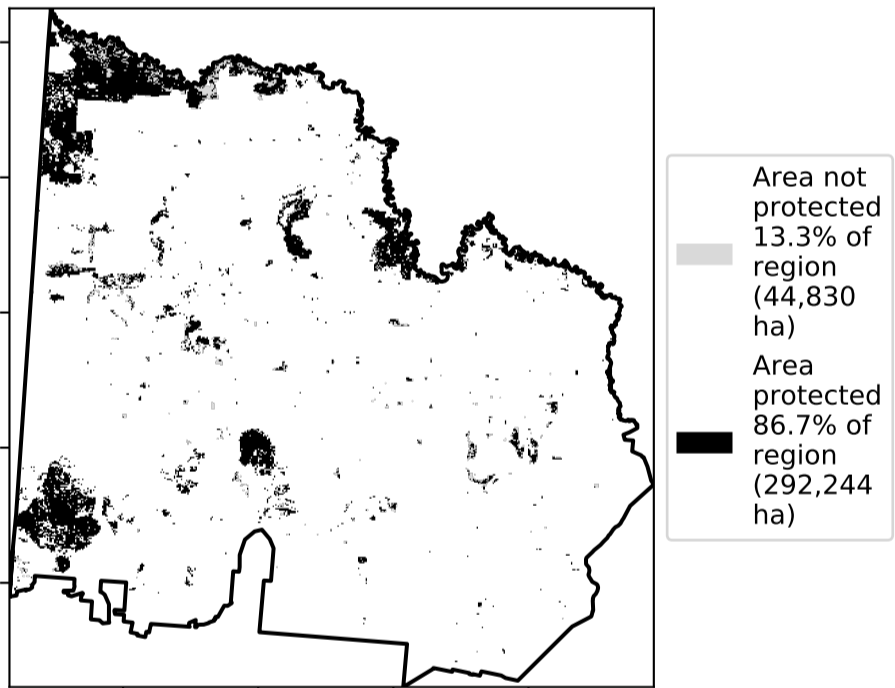 Area not
protected
13.3% of
region
(44,830
ha)
Area
protected
86.7% of
region
(292,244
ha)